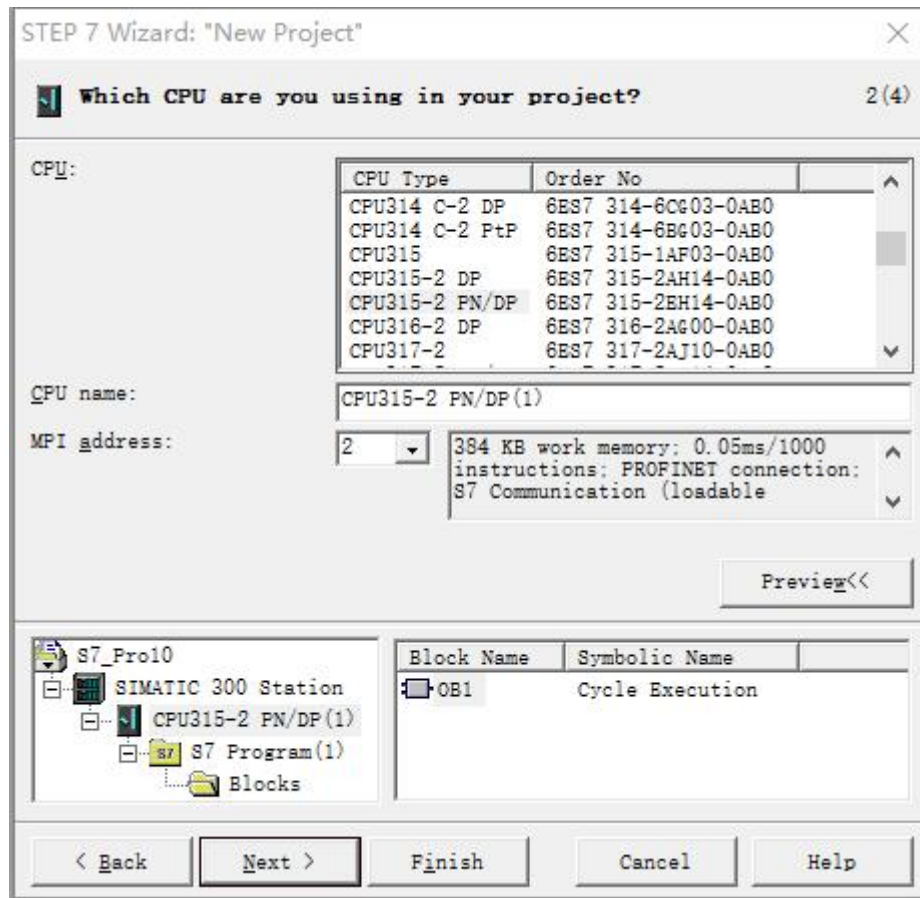 STEP 7 Wizard: "New Project"
Which CPU are you using in your project? 2(4)
CPU:
CPU Type Order No
CPU314 C-2 DP 6ES7 314-6CG03-0AB0
CPU314 C-2 PtP 6ES7 314-6BG03-0AB0
CPU315 6ES7 315-1AF03-0AB0
CPU315-2 DP 6ES7 315-2AH14-0AB0
CPU315-2 PN/DP 6ES7 315-2EH14-0AB0
CPU316-2 DP 6ES7 316-2AG00-0AB0
CPU317-2 6ES7 317-2AJ10-0AB0
CPU name: CPU315-2 PN/DP(1)
MPI address: 2
384 KB work memory; 0.05ms/1000
instructions; PROFINET connection;
S7 Communication (loadable
Preview<<
S7_Pro10
SIMATIC 300 Station
CPU315-2 PN/DP(1)
S7 S7 Program(1)
Blocks
Block Name Symbolic Name
OB1 Cycle Execution
< Back Next > Finish Cancel Help